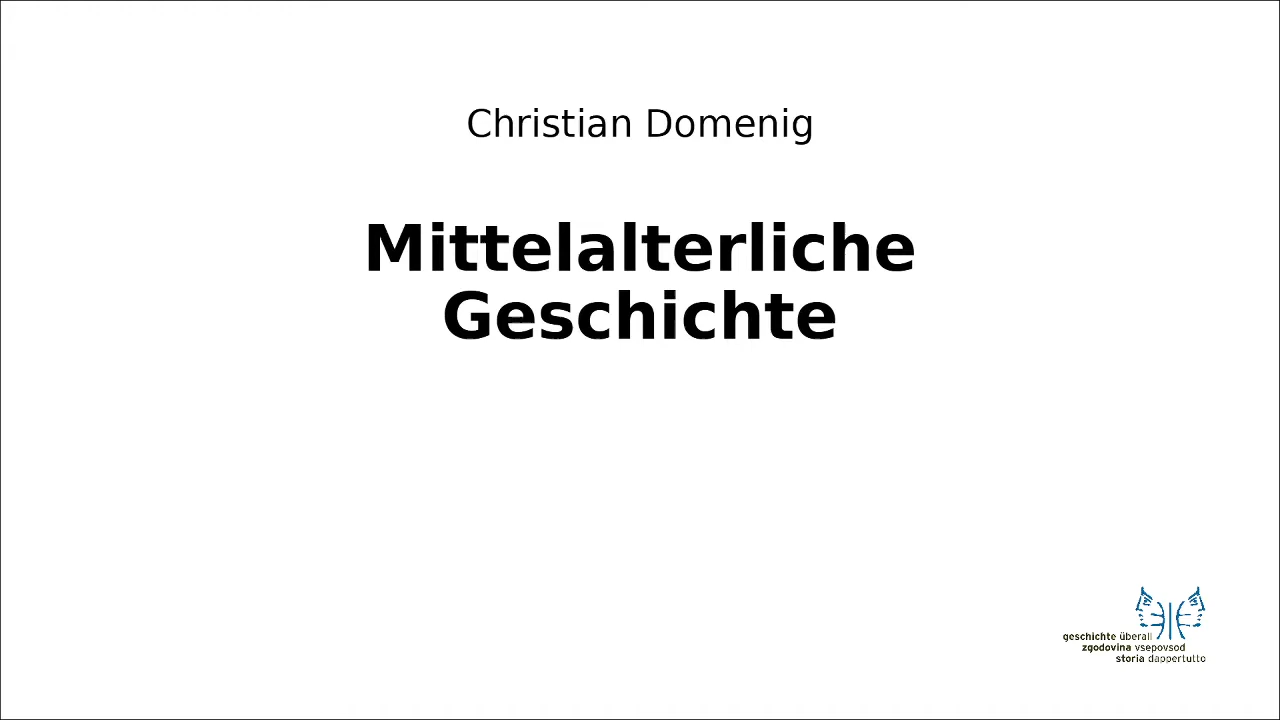 Christian Domenig
Mittelalterliche
Geschichte
geschichte überall
zgodovina vsepovsod
storia dappertutto